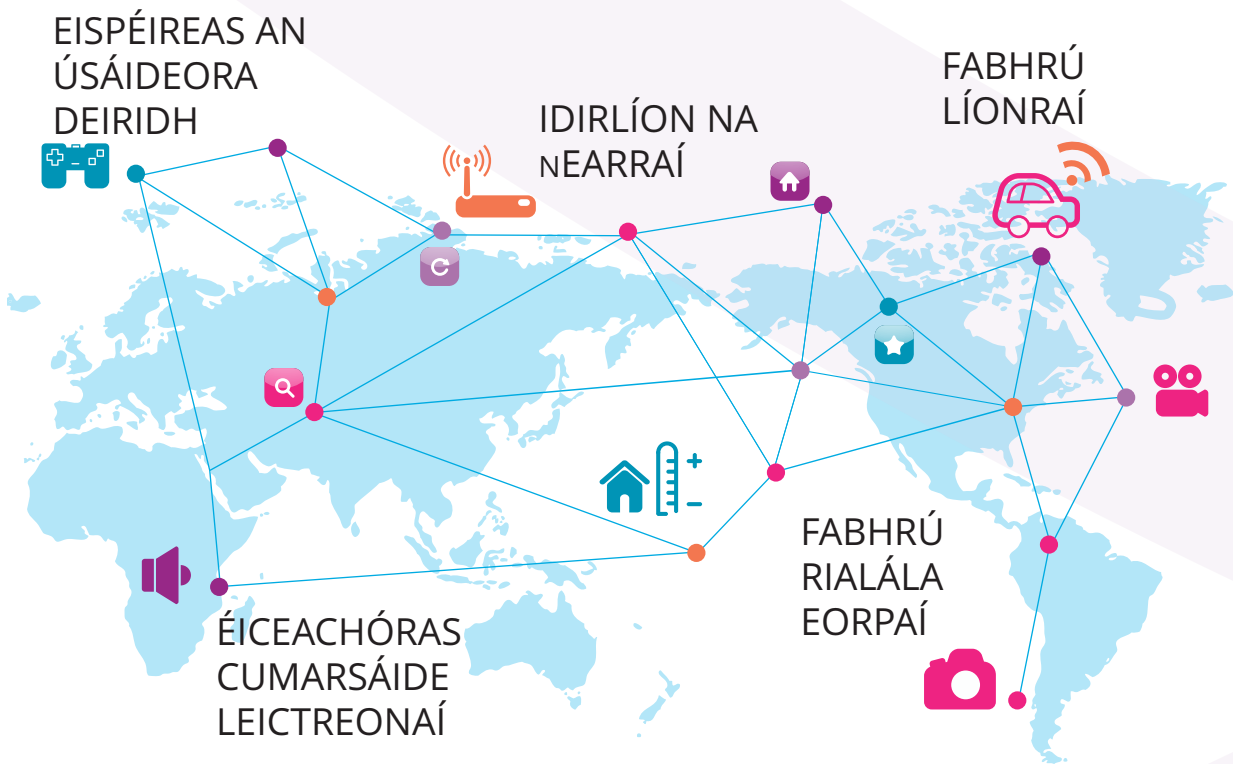 EISPÉIREAS AN
ÚSÁIDEORA
DEIRIDH
IDIRLÍON NA
NEARRAÍ
FABHRÚ
LÍONRAÍ
FABHRÚ
RIALÁLA
EORPAÍ
ÉICEACHÓRAS
CUMARSÁIDE
LEICTREONAÍ